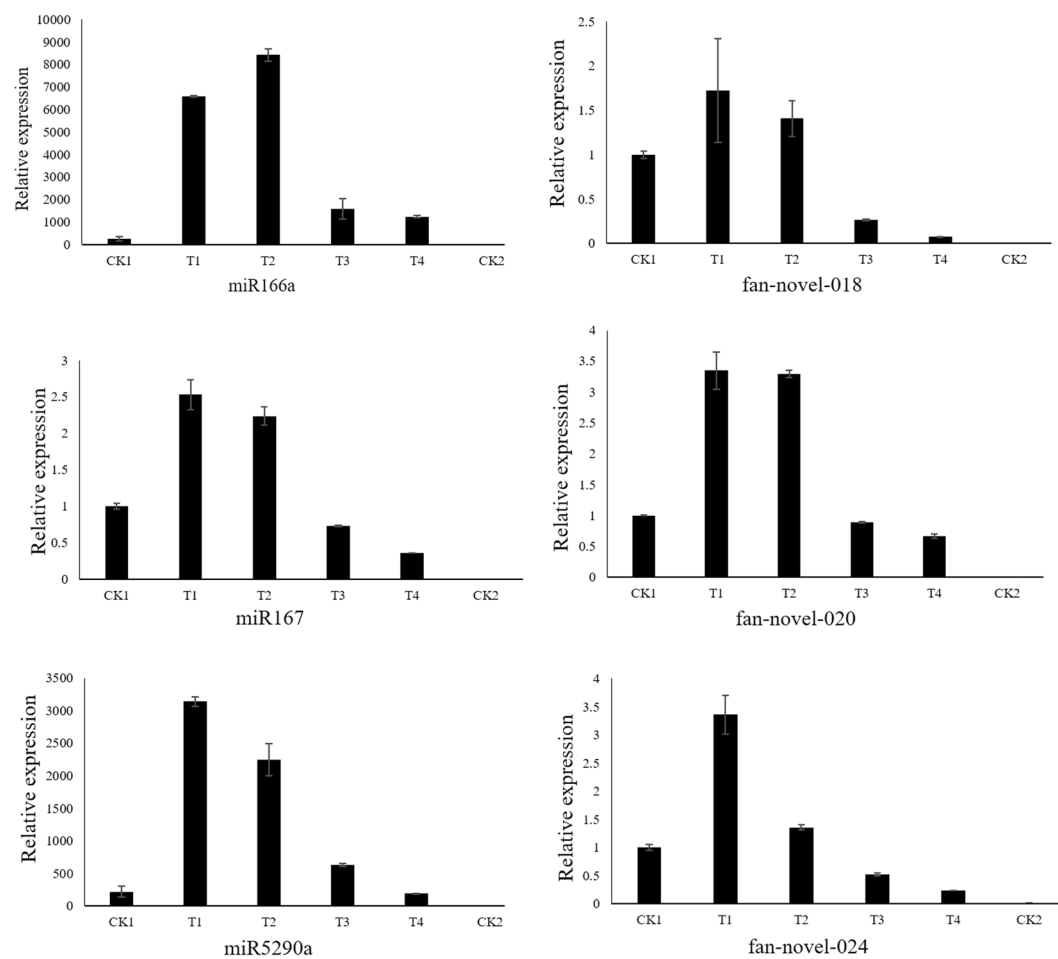 Relative expression
10000
9000
8000
7000
6000
5000
4000
3000
2000
1000
0
CK1 T1 T2 T3 T4 CK2
miR166a
Relative expression
2.5
2
1.5
1
0.5
0
CK1 T1 T2 T3 T4 CK2
fan-novel-018
Relative expression
3
2.5
2
1.5
1
0.5
0
CK1 T1 T2 T3 T4 CK2
miR167
Relative expression
4
3.5
3
2.5
2
1.5
1
0.5
0
CK1 T1 T2 T3 T4 CK2
fan-novel-020
Relative expression
3500
3000
2500
2000
1500
1000
500
0
CK1 T1 T2 T3 T4 CK2
miR5290a
Relative expression
4
3.5
3
2.5
2
1.5
1
0.5
0
CK1 T1 T2 T3 T4 CK2
fan-novel-024